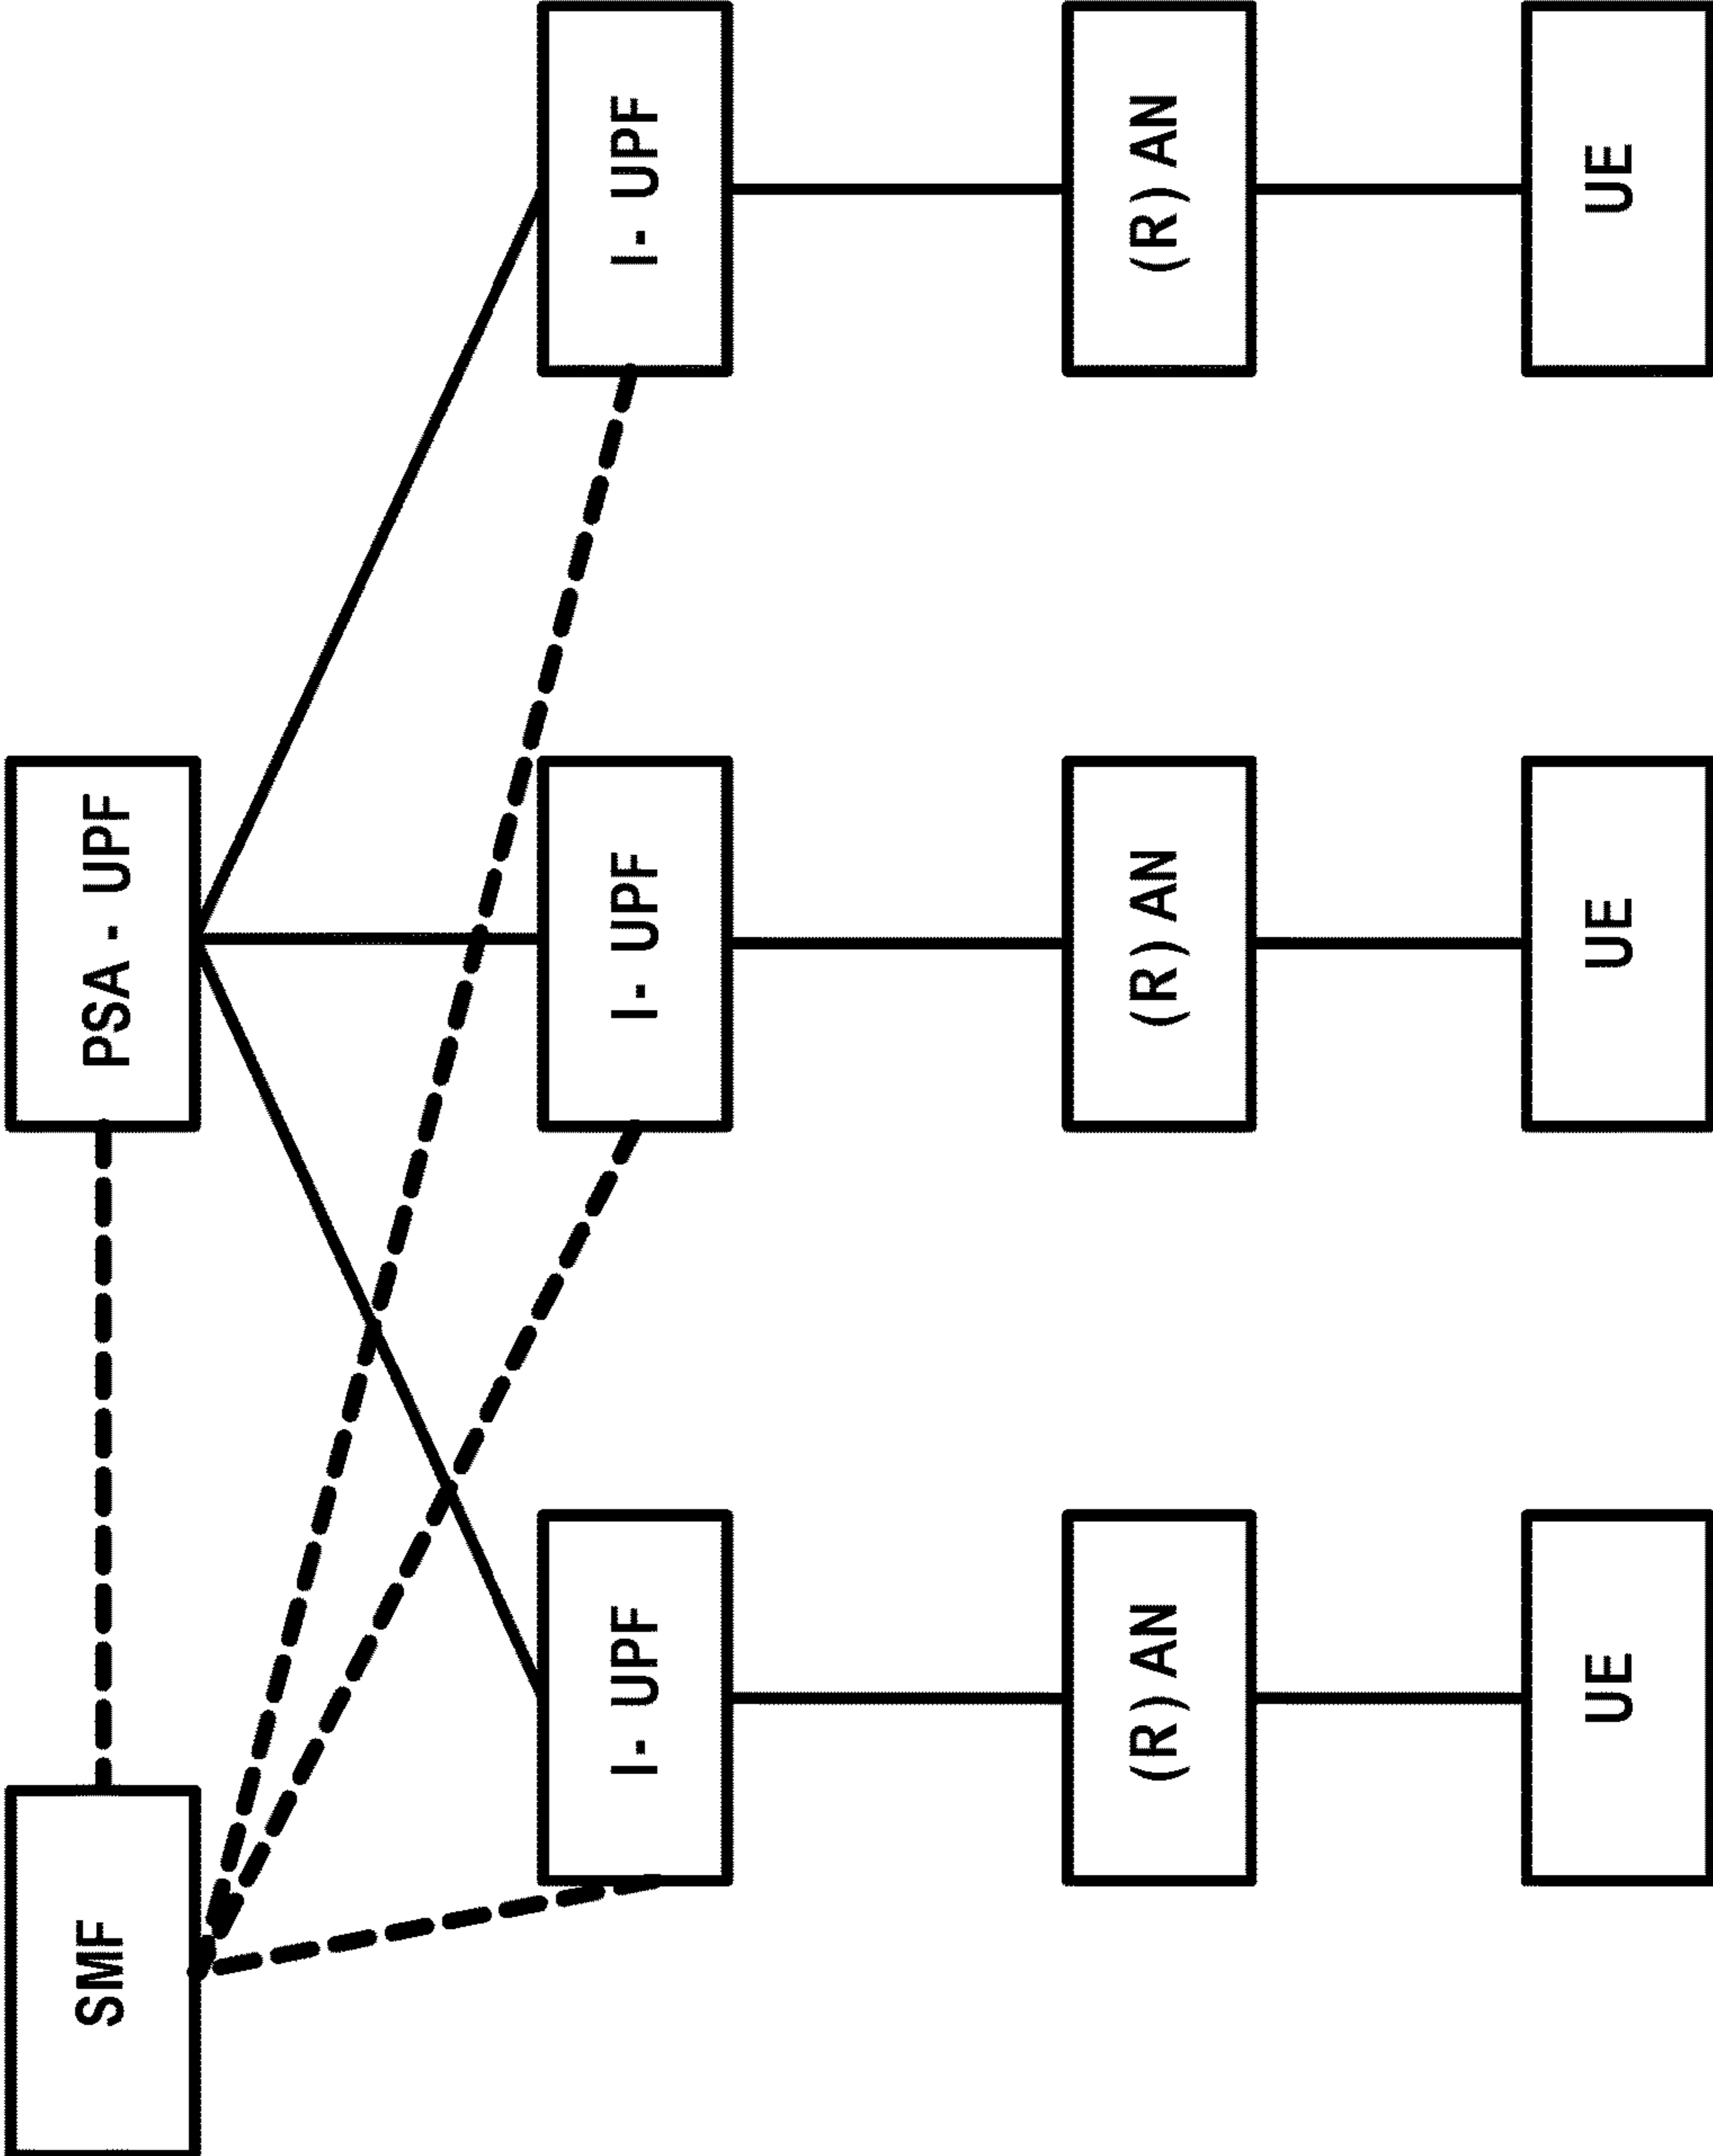 SMF
PSA - UPF
I- UPF
I- UPF
I- UPF
(R) AN
(R) AN
(R) AN
UE
UE
UE